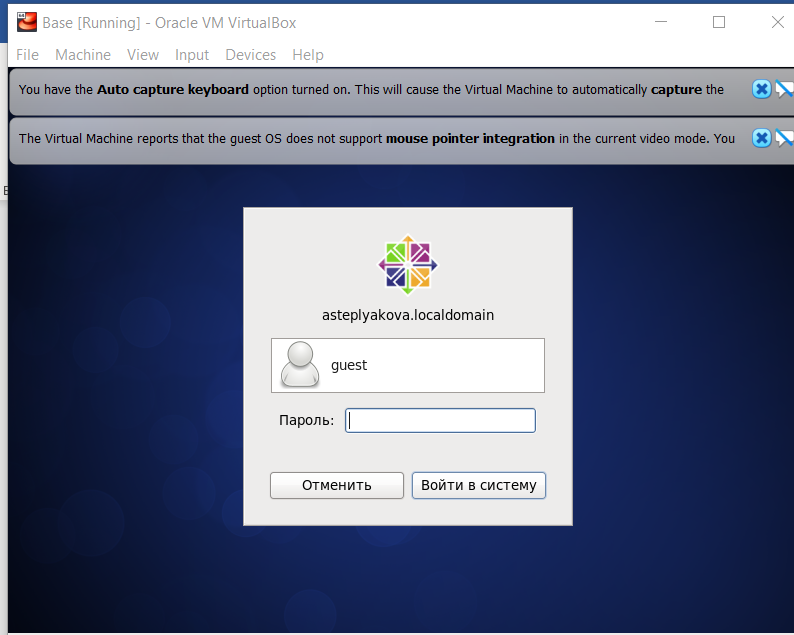 Base [Running] - Oracle VM VirtualBox
File Machine View Input Devices Help
You have the Auto capture keyboard option turned on. This will cause the Virtual Machine to automatically capture the
The Virtual Machine reports that the guest OS does not support mouse pointer integration in the current video mode. You
asteplyakova.localdomain
guest
Пароль:
Отменить Войти в систему